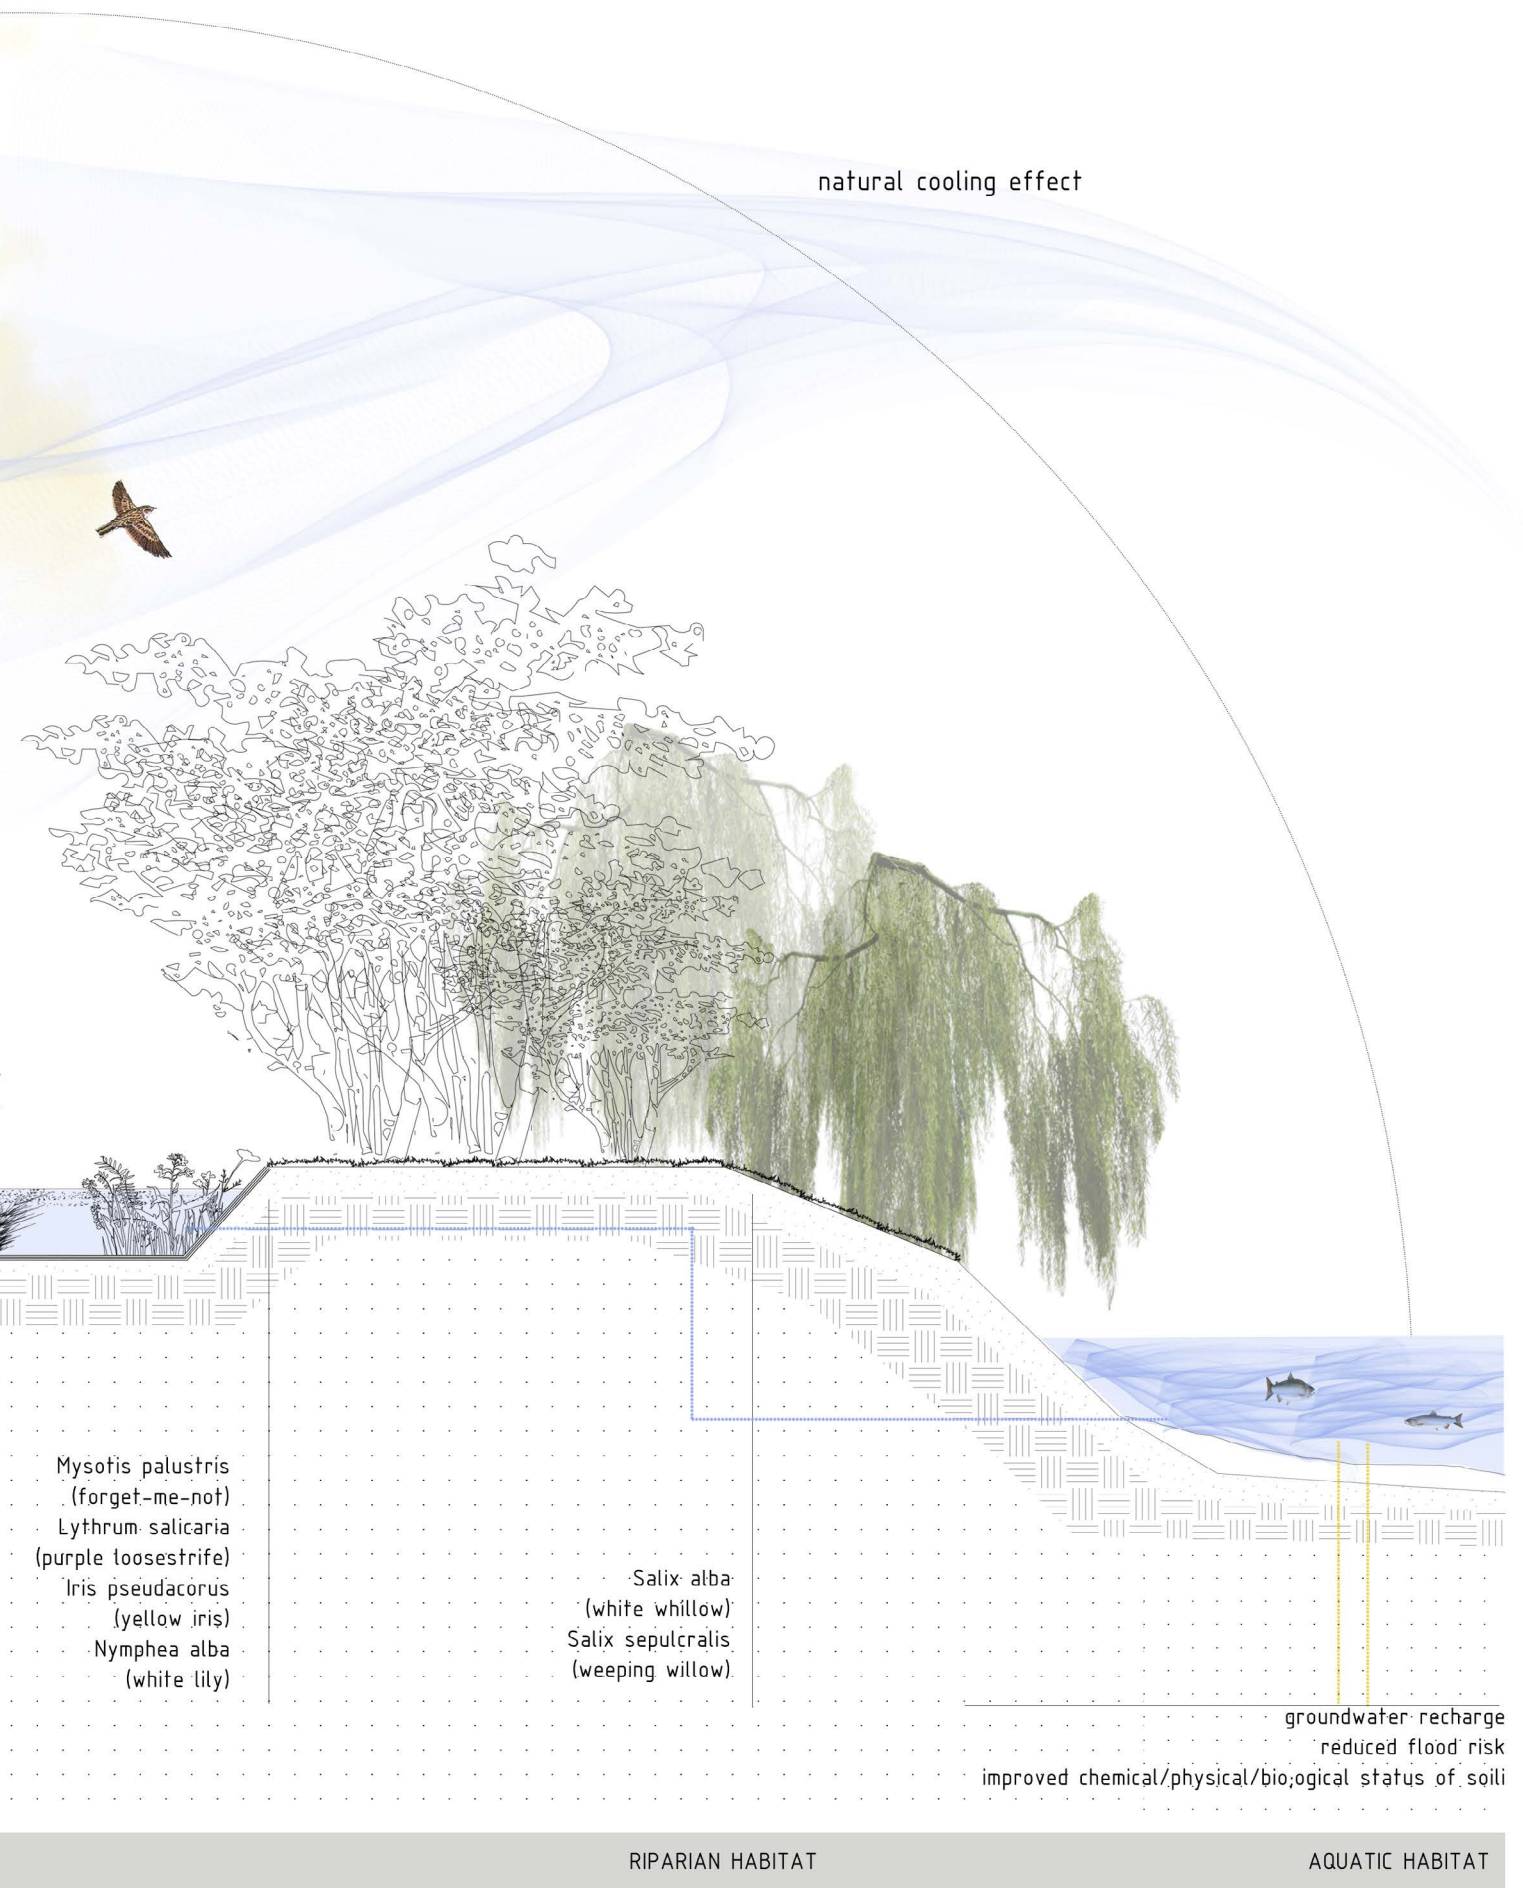 natural cooling effect
Mysotis palustris
(forget-me-not)
Lythrum salicaria
(purple loosestrife)
Iris pseudacorus
(yellow iris)
Nymphea alba
(white lily)
Salix alba
(white whillow)
Salix sepulcralis
(weeping willow)
groundwater recharge
reduced flood risk
improved chemical/physical/bio;ogical status of soili
RIPARIAN HABITAT
AQUATIC HABITAT